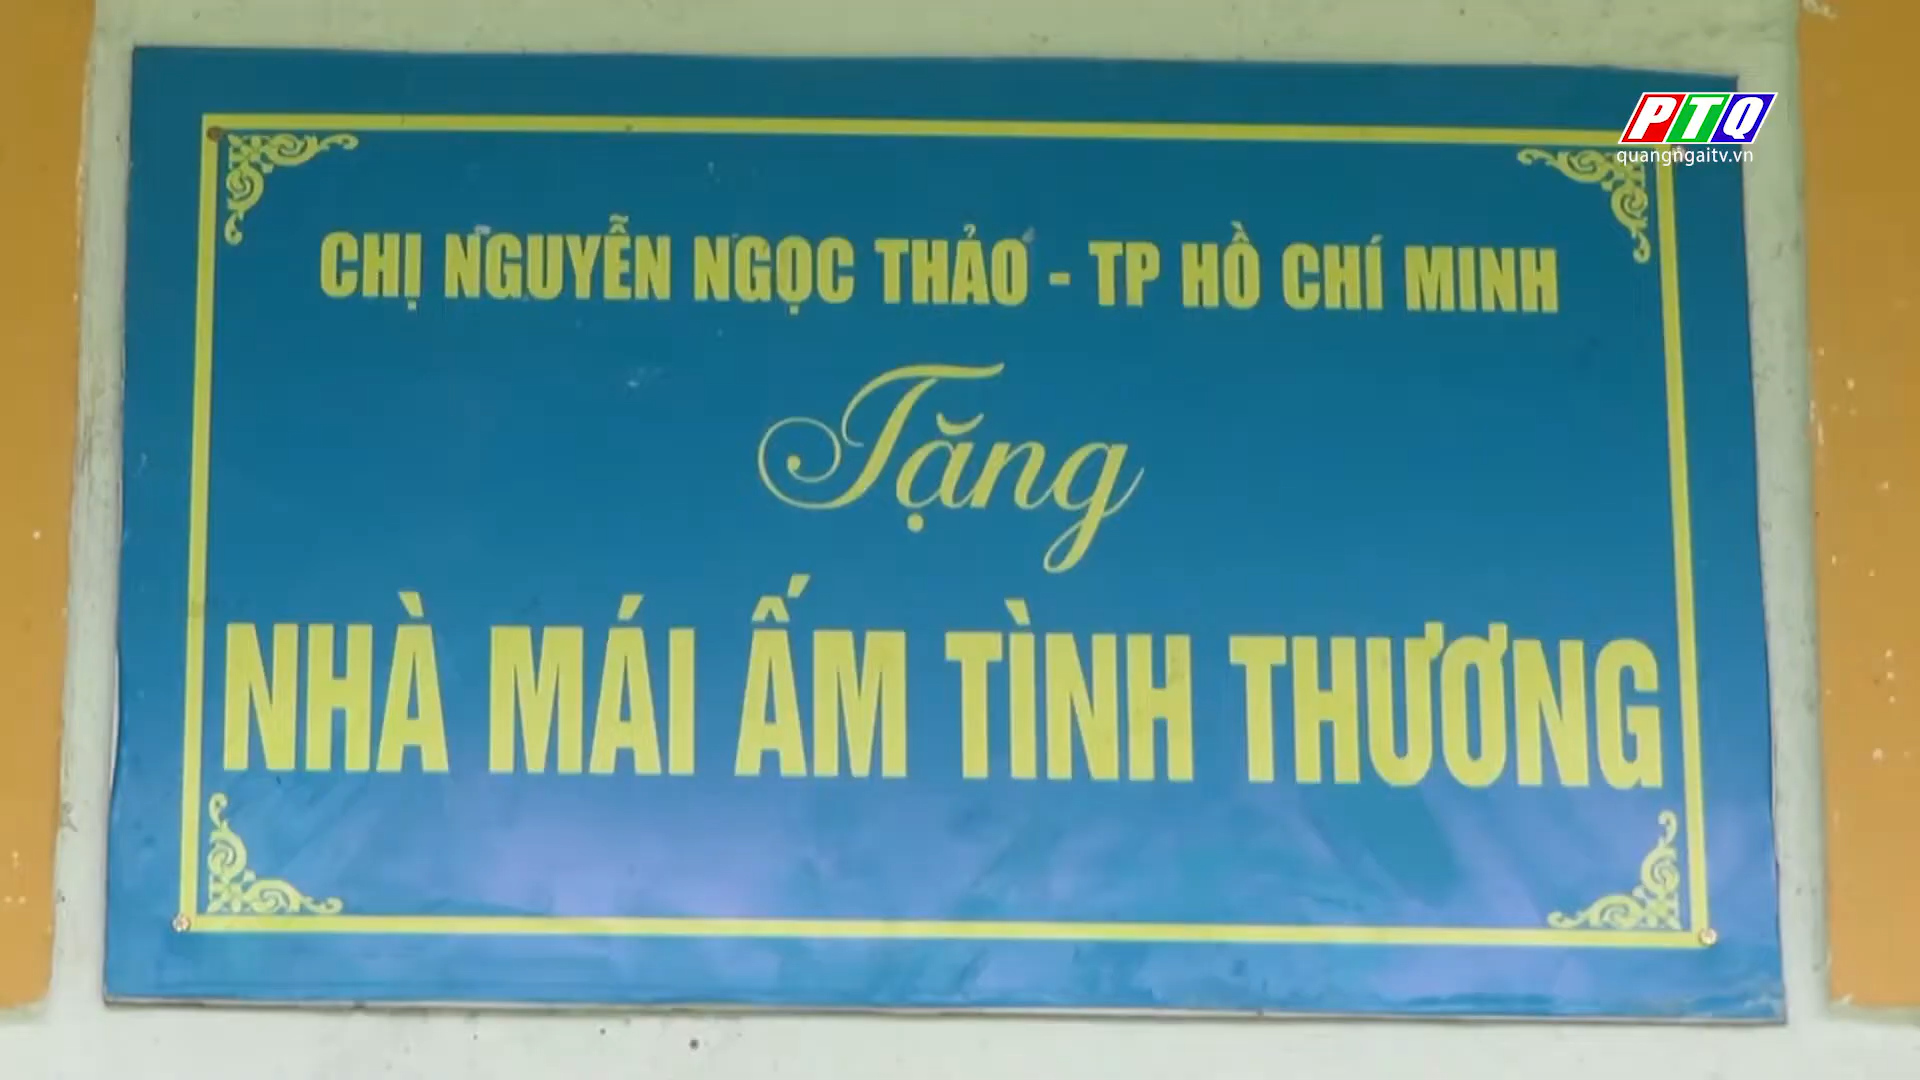 PTQ
quangngaitv.vn
CHỊ NGUYỄN NGỌC THẢO - TP HỒ CHÍ MINH
Tặng
NHÀ MÁI ẤM TÌNH THƯƠNG